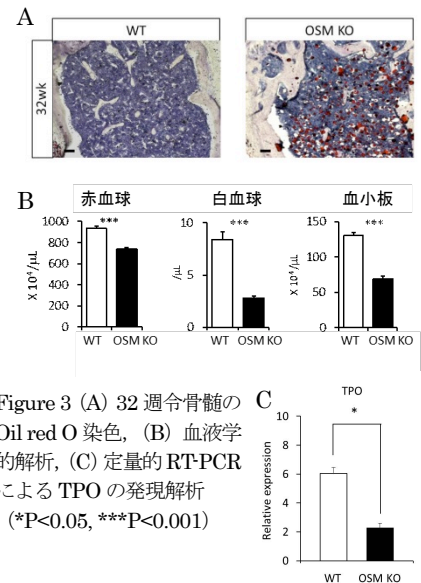 A
WT
OSM KO
32wk
B
赤血球
白血球
血小板
1000
800
600
400
200
0
X 10⁴/μL
***
WT OSM KO
10
5
0
/μL
***
WT OSM KO
150
100
50
0
X 10⁴/μL
***
WT OSM KO
Figure 3 (A) 32 週令骨髄の
Oil red O 染色, (B) 血液学
的解析, (C) 定量的 RT-PCR
による TPO の発現解析
(*P<0.05, ***P<0.001)
C
TPO
10
8
6
4
2
0
Relative expression
*
WT OSM KO